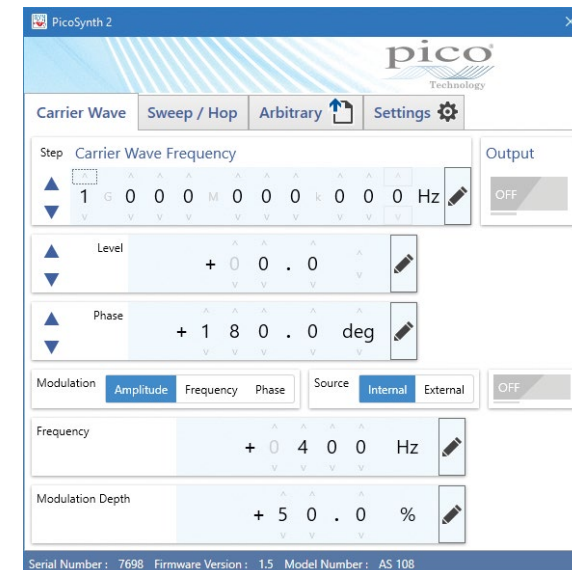 PicoSynth 2
pico
Technology
Carrier Wave Sweep / Hop Arbitrary Settings
Step Carrier Wave Frequency Output
1 G 0 0 0 M 0 0 0 k 0 0 0 Hz OFF
Level
+ 0 0 . 0
Phase
+ 1 8 0 . 0 deg
Modulation Amplitude Frequency Phase Source Internal External OFF
Frequency
+ 0 4 0 0 Hz
Modulation Depth
+ 5 0 . 0 %
Serial Number : 7698 Firmware Version : 1.5 Model Number : AS 108